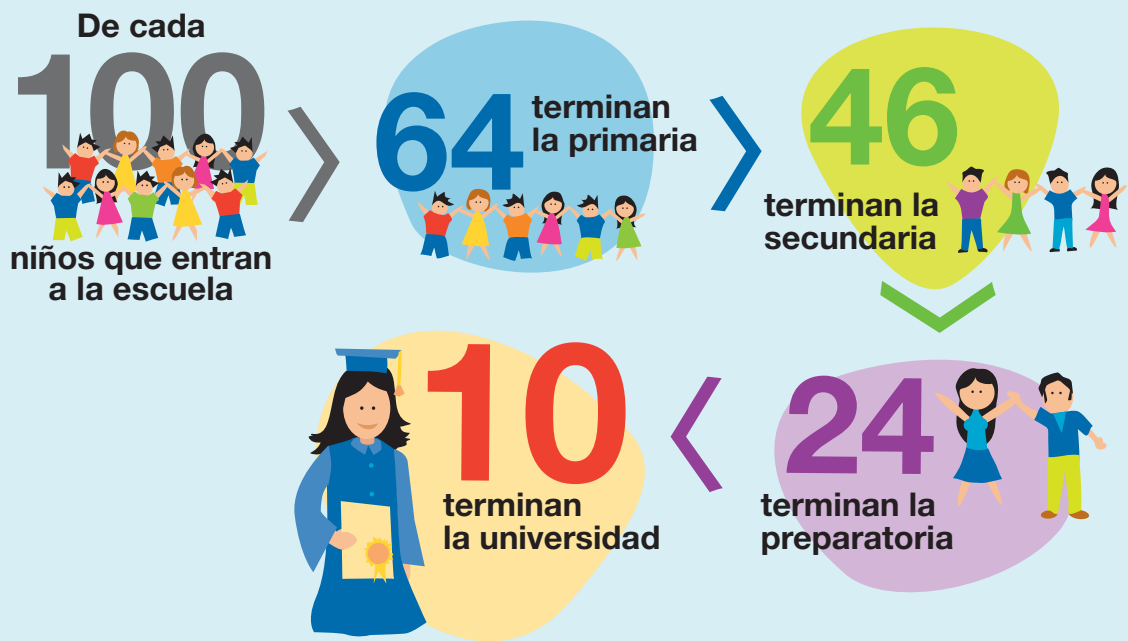 De cada
100
niños que entran
a la escuela
64
terminan
la primaria
46
terminan la
secundaria
24
terminan la
preparatoria
10
terminan
la universidad